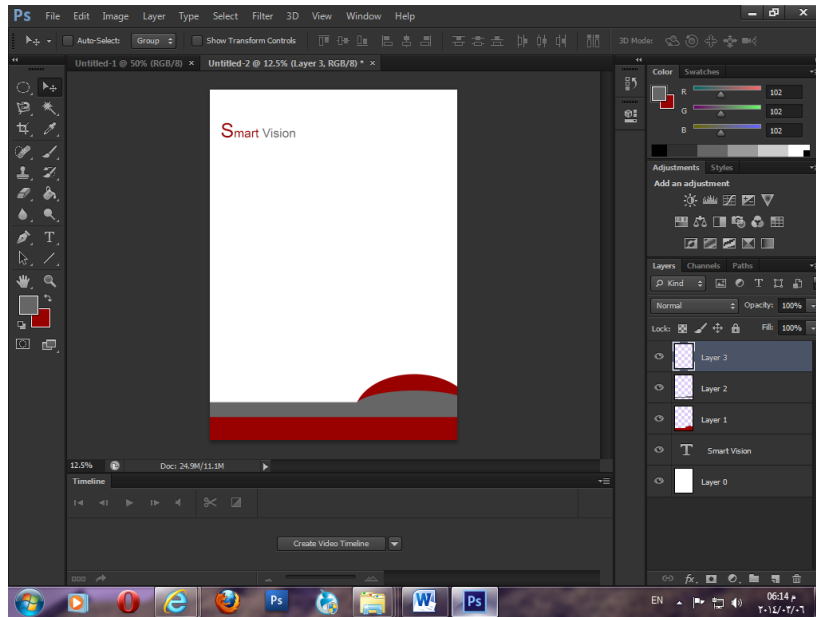 Ps File Edit Image Layer Type Select Filter 3D View Window Help
Auto-Select: Group Show Transform Controls 3D Mode:
Untitled-1 @ 50% (RGB/8) × Untitled-2 @ 12.5% (Layer 3, RGB/8) * ×
Smart Vision
Color Swatches
R 102
G 102
B 102
Adjustments Styles
Add an adjustment
Layers Channels Paths
Kind
Normal Opacity: 100%
Lock: Fill: 100%
Layer 3
Layer 2
Layer 1
T Smart Vision
Layer 0
12.5% Doc: 24.9M/11.1M
Timeline
Create Video Timeline
Ps W Ps EN 06:14 م
٢٠١٤/٠٣/٠٦